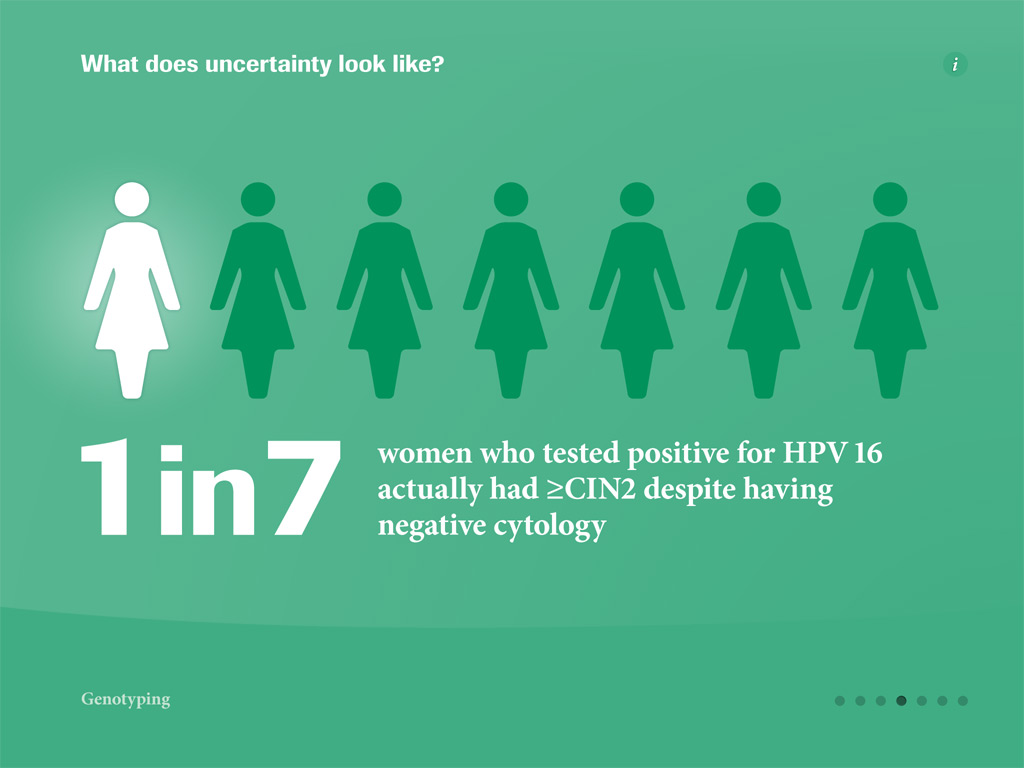 What does uncertainty look like?
i
1 in 7
women who tested positive for HPV 16
actually had ≥CIN2 despite having
negative cytology
Genotyping